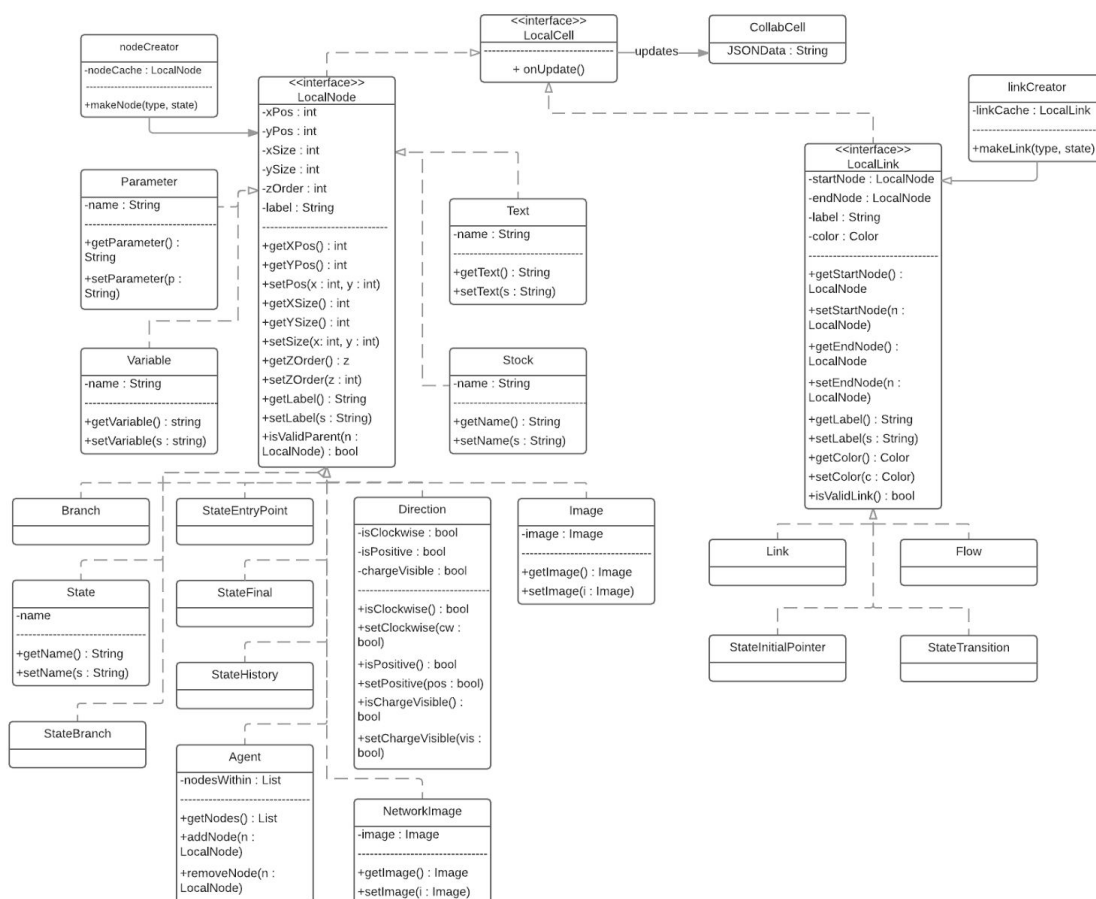 nodeCreator
-nodeCache : LocalNode
+makeNode(type, state)
<<interface>>
LocalCell
+ onUpdate()
updates
CollabCell
JSONData : String
linkCreator
-linkCache : LocalLink
+makeLink(type, state)
<<interface>>
LocalNode
-xPos : int
-yPos : int
-xSize : int
-ySize : int
-zOrder : int
-label : String
+getXPos() : int
+getYPos() : int
+setPos(x : int, y : int)
+getXSize() : int
+getYSize() : int
+setSize(x: int, y : int)
+getZOrder() : z
+setZOrder(z : int)
+getLabel() : String
+setLabel(s : String)
+isValidParent(n :
LocalNode) : bool
Parameter
-name : String
+getParameter() :
String
+setParameter(p :
String)
Variable
-name : String
+getVariable() : string
+setVariable(s : string)
Text
-name : String
+getText() : String
+setText(s : String)
Stock
-name : String
+getName() : String
+setName(s : String)
<<interface>>
LocalLink
-startNode : LocalNode
-endNode : LocalNode
-label : String
-color : Color
+getStartNode() :
LocalNode
+setStartNode(n :
LocalNode)
+getEndNode() :
LocalNode
+setEndNode(n :
LocalNode)
+getLabel() : String
+setLabel(s : String)
+getColor() : Color
+setColor(c : Color)
+isValidLink() : bool
Branch
StateEntryPoint
Direction
-isClockwise : bool
-isPositive : bool
-chargeVisible : bool
+isClockwise() : bool
+setClockwise(cw :
bool)
+isPositive() : bool
+setPositive(pos : bool)
+isChargeVisible() :
bool
+setChargeVisible(vis :
bool)
Image
-image : Image
+getImage() : Image
+setImage(i : Image)
Link
Flow
State
-name
+getName() : String
+setName(s : String)
StateFinal
StateHistory
StateInitialPointer
StateTransition
StateBranch
Agent
-nodesWithin : List
+getNodes() : List
+addNode(n :
LocalNode)
+removeNode(n :
LocalNode)
NetworkImage
-image : Image
+getImage() : Image
+setImage(i : Image)